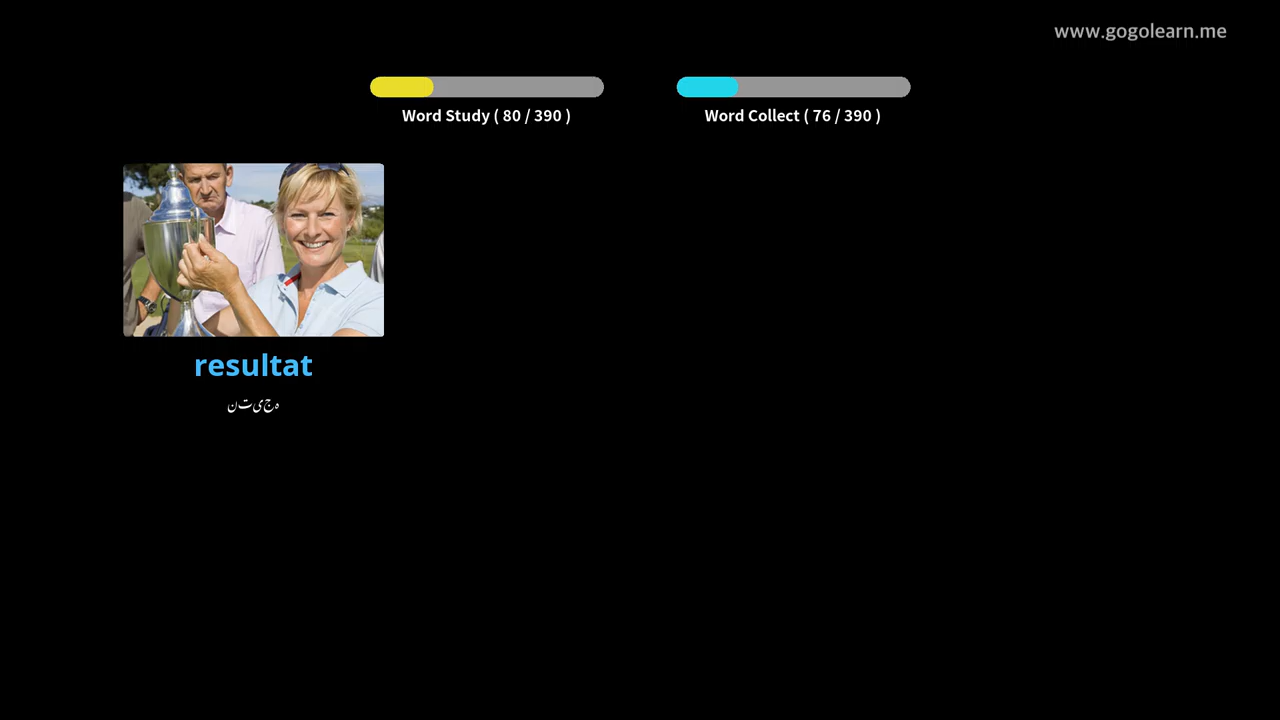 www.gogolearn.me
Word Study ( 80 / 390 )
Word Collect ( 76 / 390 )
resultat
نتیجہ